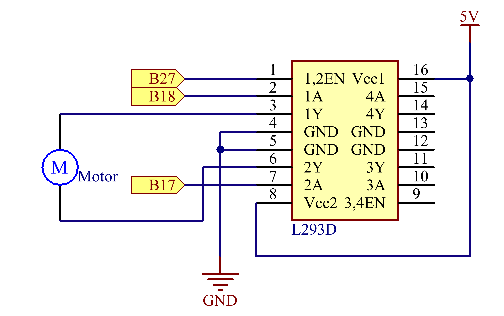 5V
B27 1 1,2EN Vcc1 16
B18 2 1A 4A 15
3 1Y 4Y 14
4 GND GND 13
5 GND GND 12
M Motor 6 2Y 3Y 11
B17 7 2A 3A 10
8 Vcc2 3,4EN 9
L293D
GND